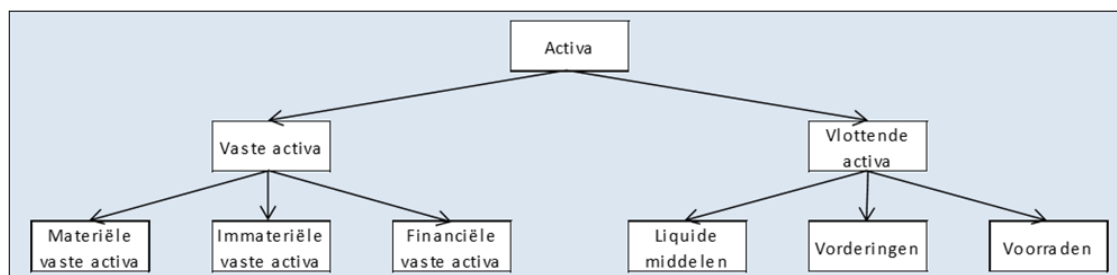 Activa
Vaste activa
Vlottende
activa
Materiële
vaste activa
Immateriële
vaste activa
Financiële
vaste activa
Liquide
middelen
Vorderingen
Voorraden